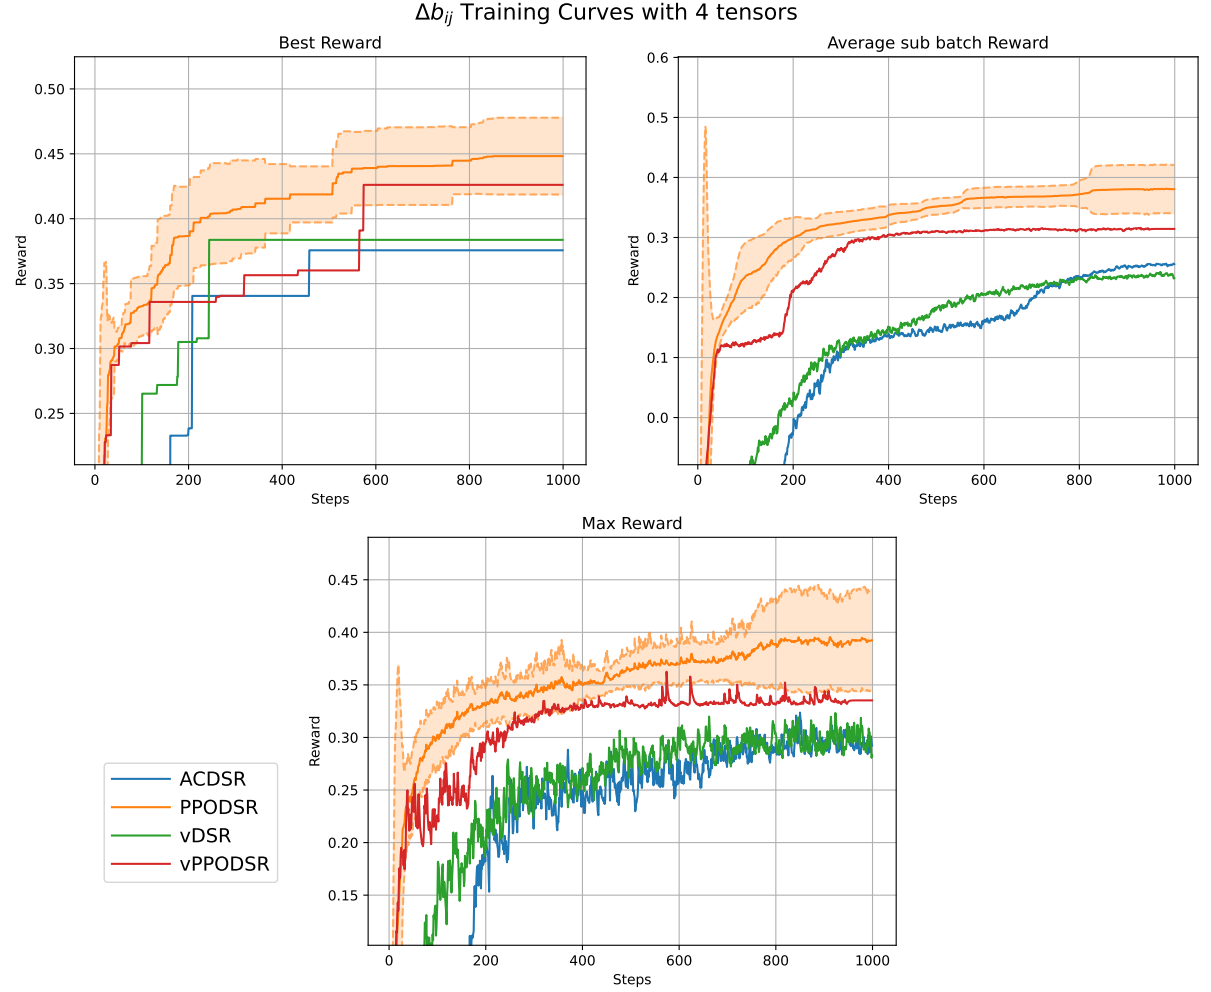 Δb_{ij} Training Curves with 4 tensors
Best Reward
0.50
0.45
0.40
0.35
0.30
0.25
Reward
0 200 400 600 800 1000
Steps
Average sub batch Reward
0.6
0.5
0.4
0.3
0.2
0.1
0.0
Reward
0 200 400 600 800 1000
Steps
Max Reward
0.45
0.40
0.35
0.30
0.25
0.20
0.15
Reward
0 200 400 600 800 1000
Steps
ACDSR
PPODSR
vDSR
vPPODSR